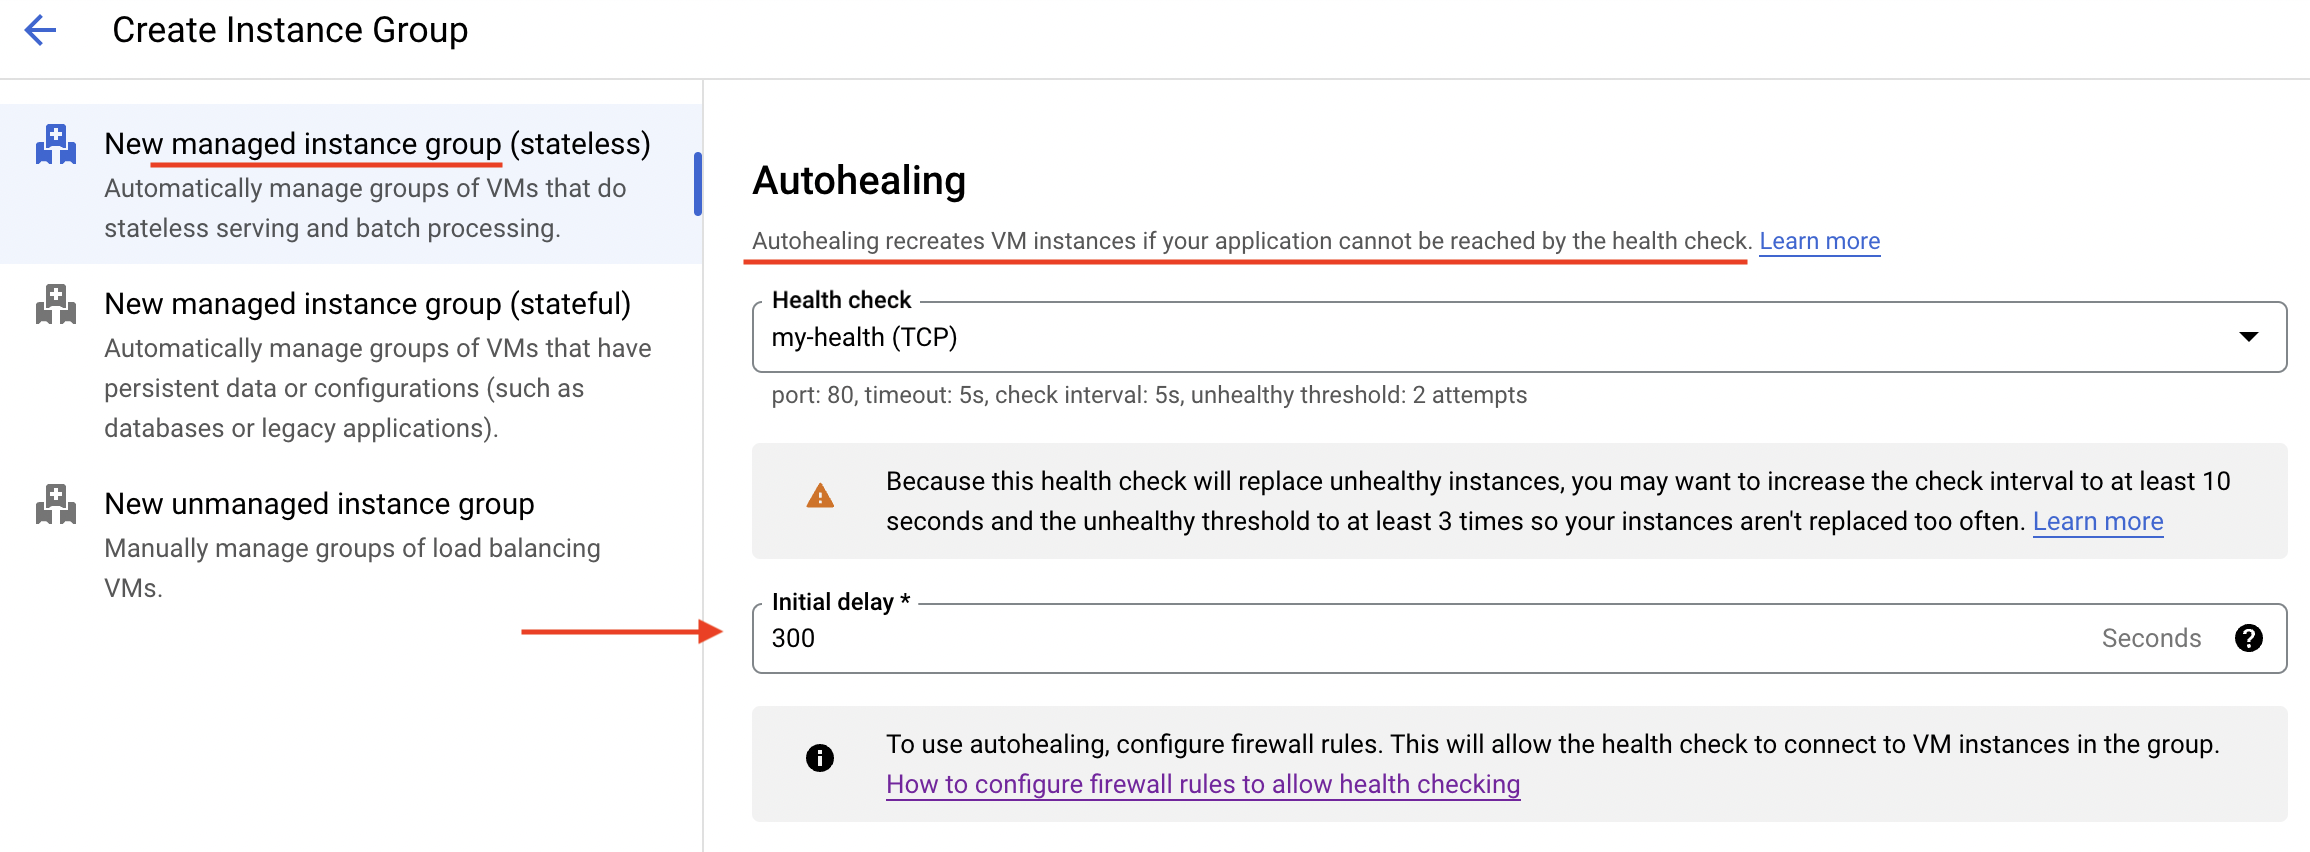 Create Instance Group
New managed instance group (stateless)
Automatically manage groups of VMs that do
stateless serving and batch processing.
New managed instance group (stateful)
Automatically manage groups of VMs that have
persistent data or configurations (such as
databases or legacy applications).
New unmanaged instance group
Manually manage groups of load balancing
VMs.
Autohealing
Autohealing recreates VM instances if your application cannot be reached by the health check. Learn more
Health check
my-health (TCP)
port: 80, timeout: 5s, check interval: 5s, unhealthy threshold: 2 attempts
Because this health check will replace unhealthy instances, you may want to increase the check interval to at least 10
seconds and the unhealthy threshold to at least 3 times so your instances aren't replaced too often. Learn more
Initial delay *
300 Seconds
To use autohealing, configure firewall rules. This will allow the health check to connect to VM instances in the group.
How to configure firewall rules to allow health checking